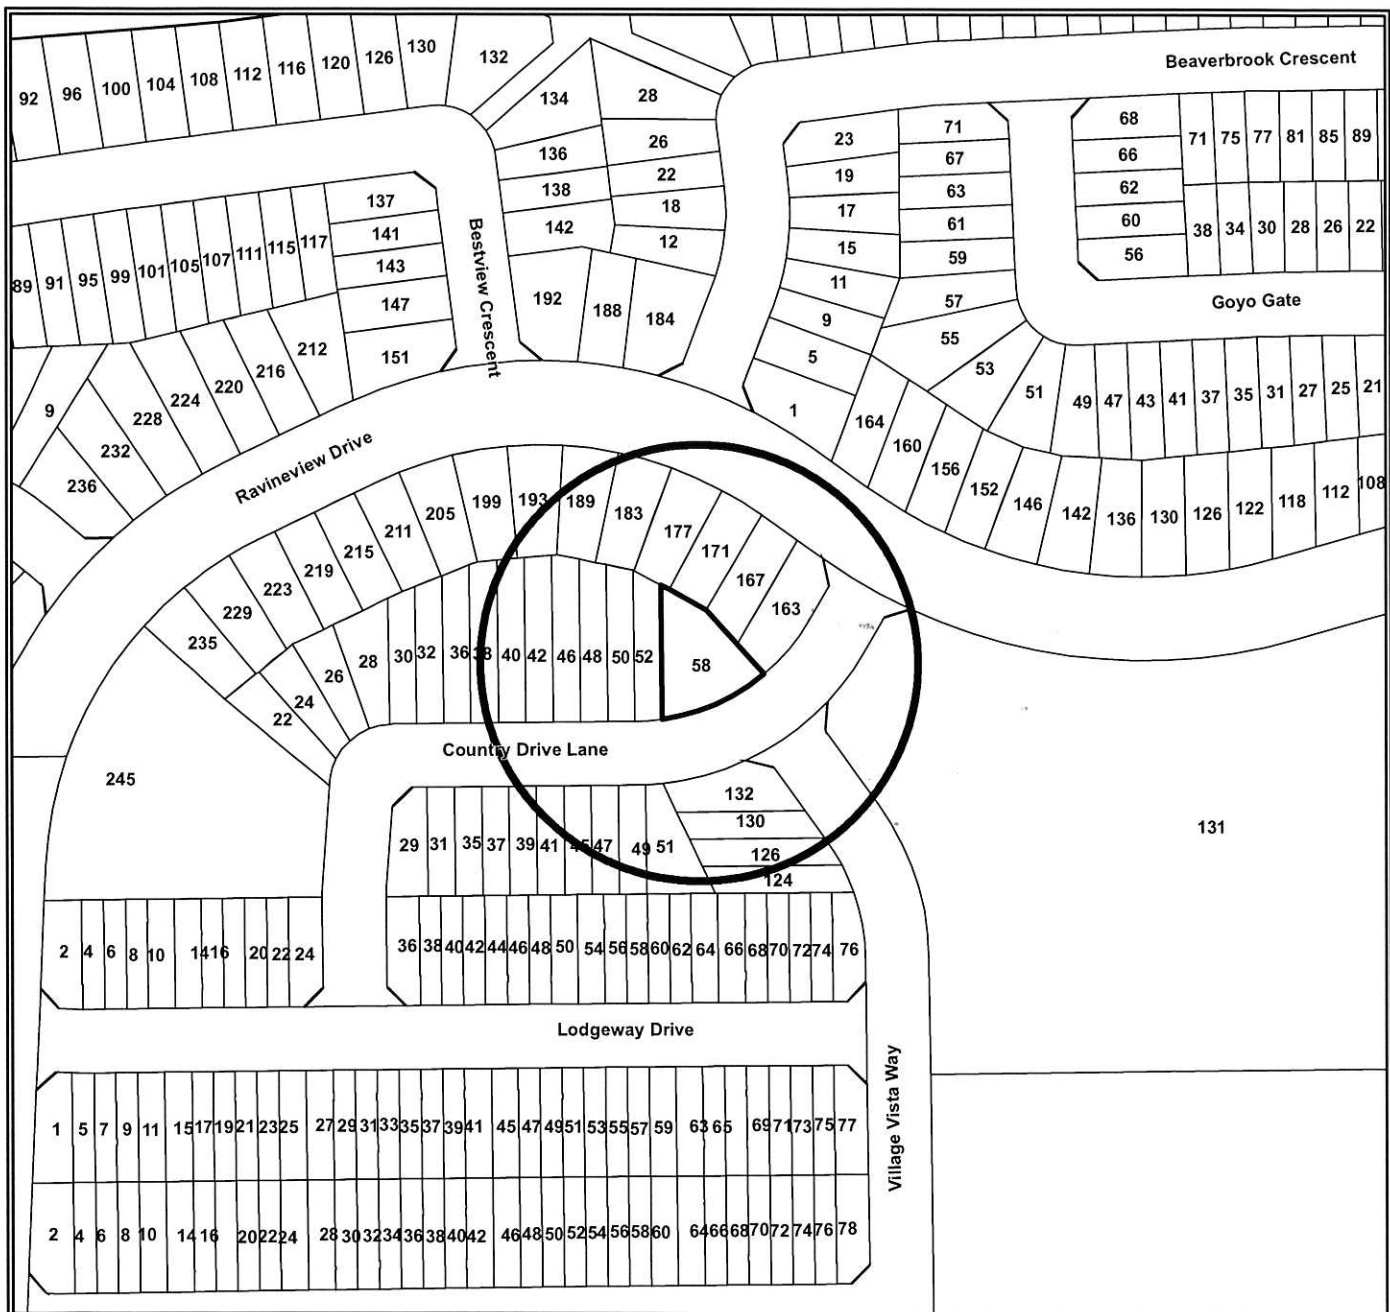 Beaverbrook Crescent
92 96 100 104 108 112 116 120 126 130 132
134 28
136 26
138 22
142 18
12
23 71 68
19 67 66
17 63 62
15 61 60
11 59 56
9 57
5 55
1 53
51
71 75 77 81 85 89
38 34 30 28 26 22
Goyo Gate
137
141
143
147
151
Bestview Crescent
192 188 184
89 91 95 99 101 105 107 111 115 117
9 236 232 228 224 220 216 212
49 47 43 41 37 35 31 27 25 21
164 160 156 152 146 142 136 130 126 122 118 112 108
Ravineview Drive
235 229 223 219 215 211 205 199 193 189 183 177 171 167 163
22 24 26 28 30 32 36 38 40 42 46 48 50 52 58
Country Drive Lane
245
132
130
126
124
131
29 31 35 37 39 41 45 47 49 51
2 4 6 8 10 14 16 20 22 24
36 38 40 42 44 46 48 50 54 56 58 60 62 64 66 68 70 72 74 76
Lodgeway Drive
Village Vista Way
1 5 7 9 11 15 17 19 21 23 25 27 29 31 33 35 37 39 41 45 47 49 51 53 55 57 59 63 65 69 71 73 75 77
2 4 6 8 10 14 16 20 22 24 28 30 32 34 36 38 40 42 46 48 50 52 54 56 58 60 64 66 68 70 72 74 76 78